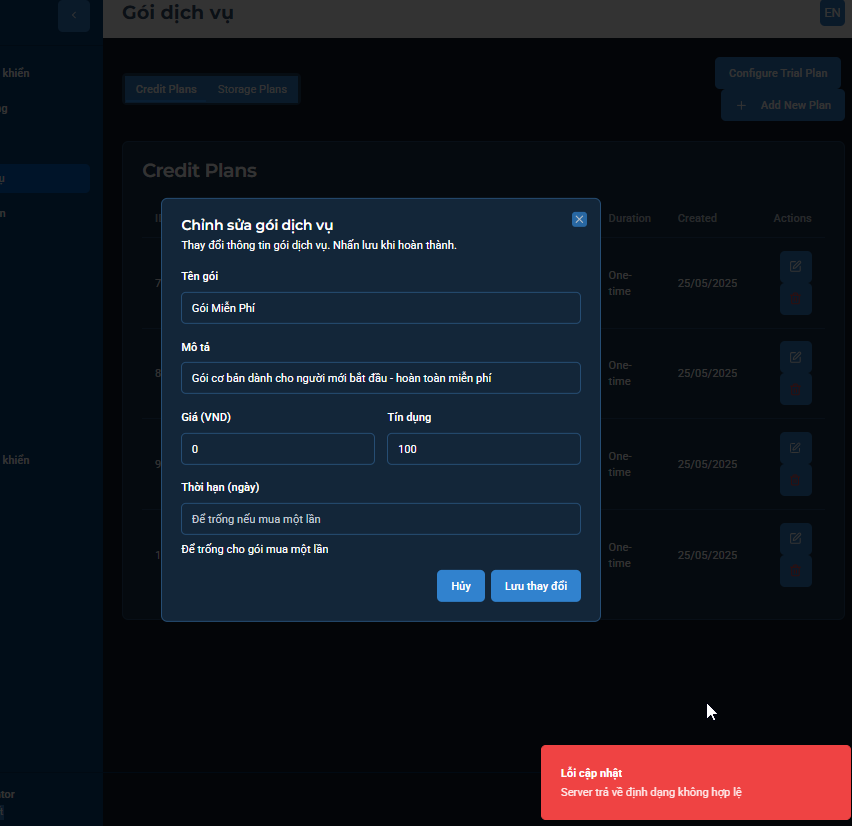 Gói dịch vụ
EN
khiển
Configure Trial Plan
Credit Plans
Storage Plans
+ Add New Plan
Credit Plans
Duration
Created
Actions
Chỉnh sửa gói dịch vụ
Thay đổi thông tin gói dịch vụ. Nhấn lưu khi hoàn thành.
Tên gói
Gói Miễn Phí
One-
time
25/05/2025
Mô tả
Gói cơ bản dành cho người mới bắt đầu - hoàn toàn miễn phí
One-
time
25/05/2025
Giá (VND)
Tín dụng
0
100
khiển
One-
time
25/05/2025
Thời hạn (ngày)
Để trống nếu mua một lần
Để trống cho gói mua một lần
One-
time
25/05/2025
Hủy
Lưu thay đổi
Lỗi cập nhật
Server trả về định dạng không hợp lệ
tor